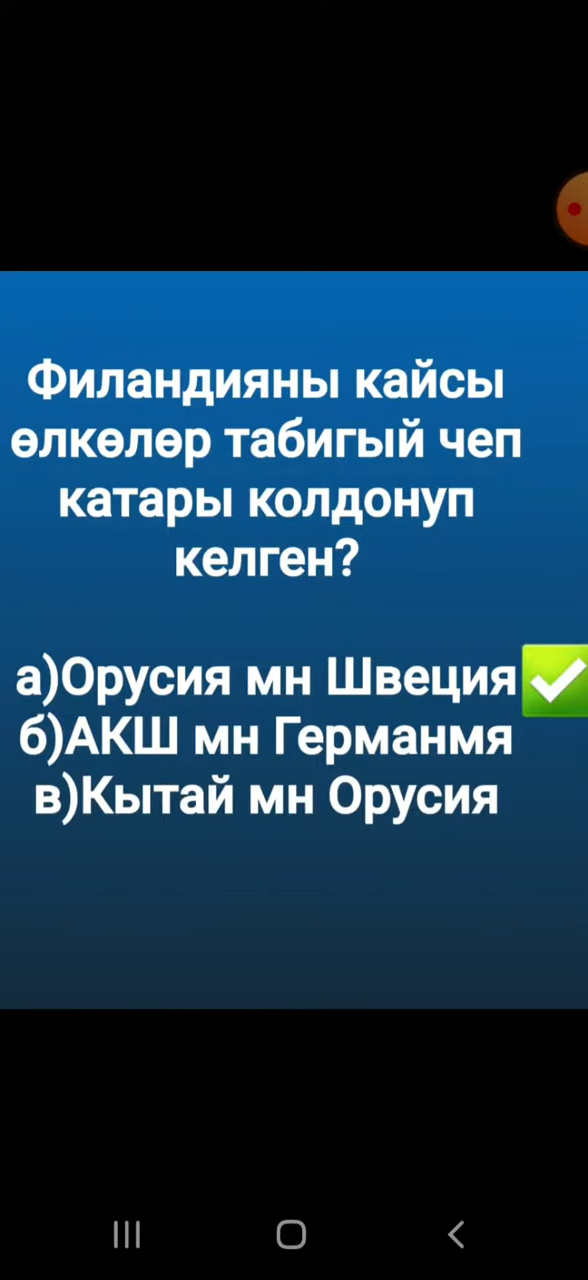 Филандияны кайсы
өлкөлөр табигый чеп
катары колдонуп
келген?
а)Орусия мн Швеция
б)АКШ мн Германмя
в)Кытай мн Орусия